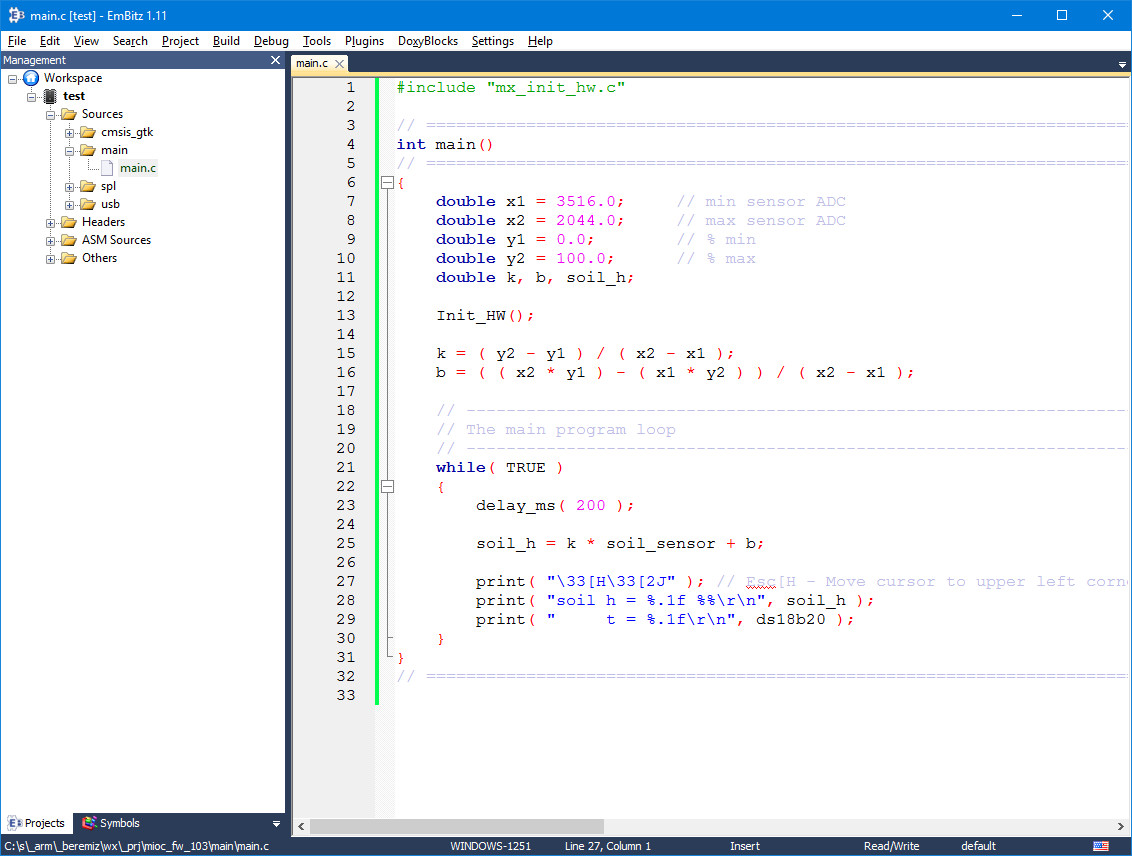 main.c [test] - EmBitz 1.11
File Edit View Search Project Build Debug Tools Plugins DoxyBlocks Settings Help
Management
Workspace
test
Sources
cmsis_gtk
main
main.c
spl
usb
Headers
ASM Sources
Others
Projects Symbols
main.c
1 #include "mx_init_hw.c"
2
3 // ======================================================================
4 int main()
5 // ======================================================================
6 {
7 double x1 = 3516.0; // min sensor ADC
8 double x2 = 2044.0; // max sensor ADC
9 double y1 = 0.0; // % min
10 double y2 = 100.0; // % max
11 double k, b, soil_h;
12
13 Init_HW();
14
15 k = ( y2 - y1 ) / ( x2 - x1 );
16 b = ( ( x2 * y1 ) - ( x1 * y2 ) ) / ( x2 - x1 );
17
18 // ------------------------------------------------------------------
19 // The main program loop
20 // ------------------------------------------------------------------
21 while( TRUE )
22 {
23 delay_ms( 200 );
24
25 soil_h = k * soil_sensor + b;
26
27 print( "\33[H\33[2J" ); // Esc[H - Move cursor to upper left corn
28 print( "soil h = %.1f %%\r\n", soil_h );
29 print( "     t = %.1f\r\n", ds18b20 );
30 }
31 }
32 // ======================================================================
33
C:\s\_arm\_beremiz\wx\_prj\mioc_fw_103\main\main.c WINDOWS-1251 Line 27, Column 1 Insert Read/Write default